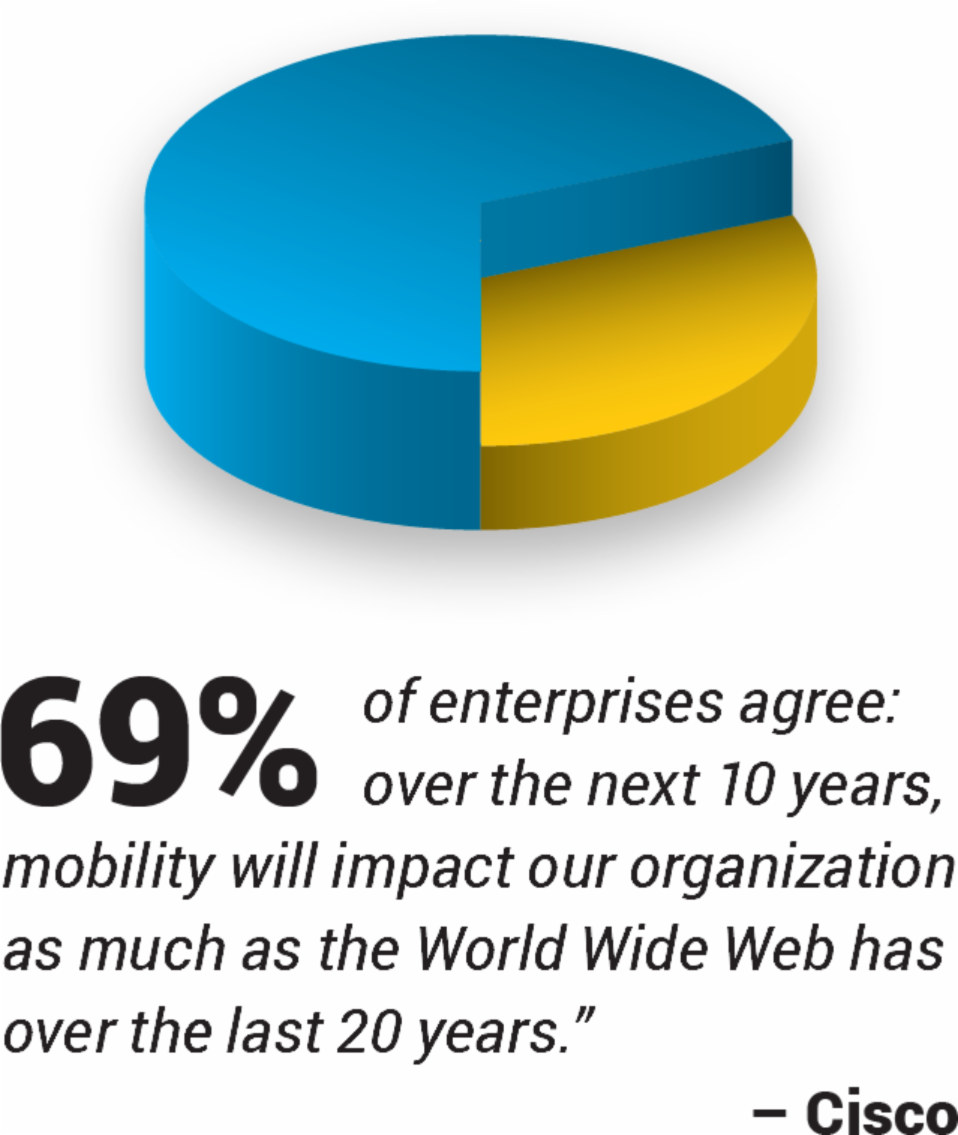 69% of enterprises agree:
over the next 10 years,
mobility will impact our organization
as much as the World Wide Web has
over the last 20 years.”
– Cisco